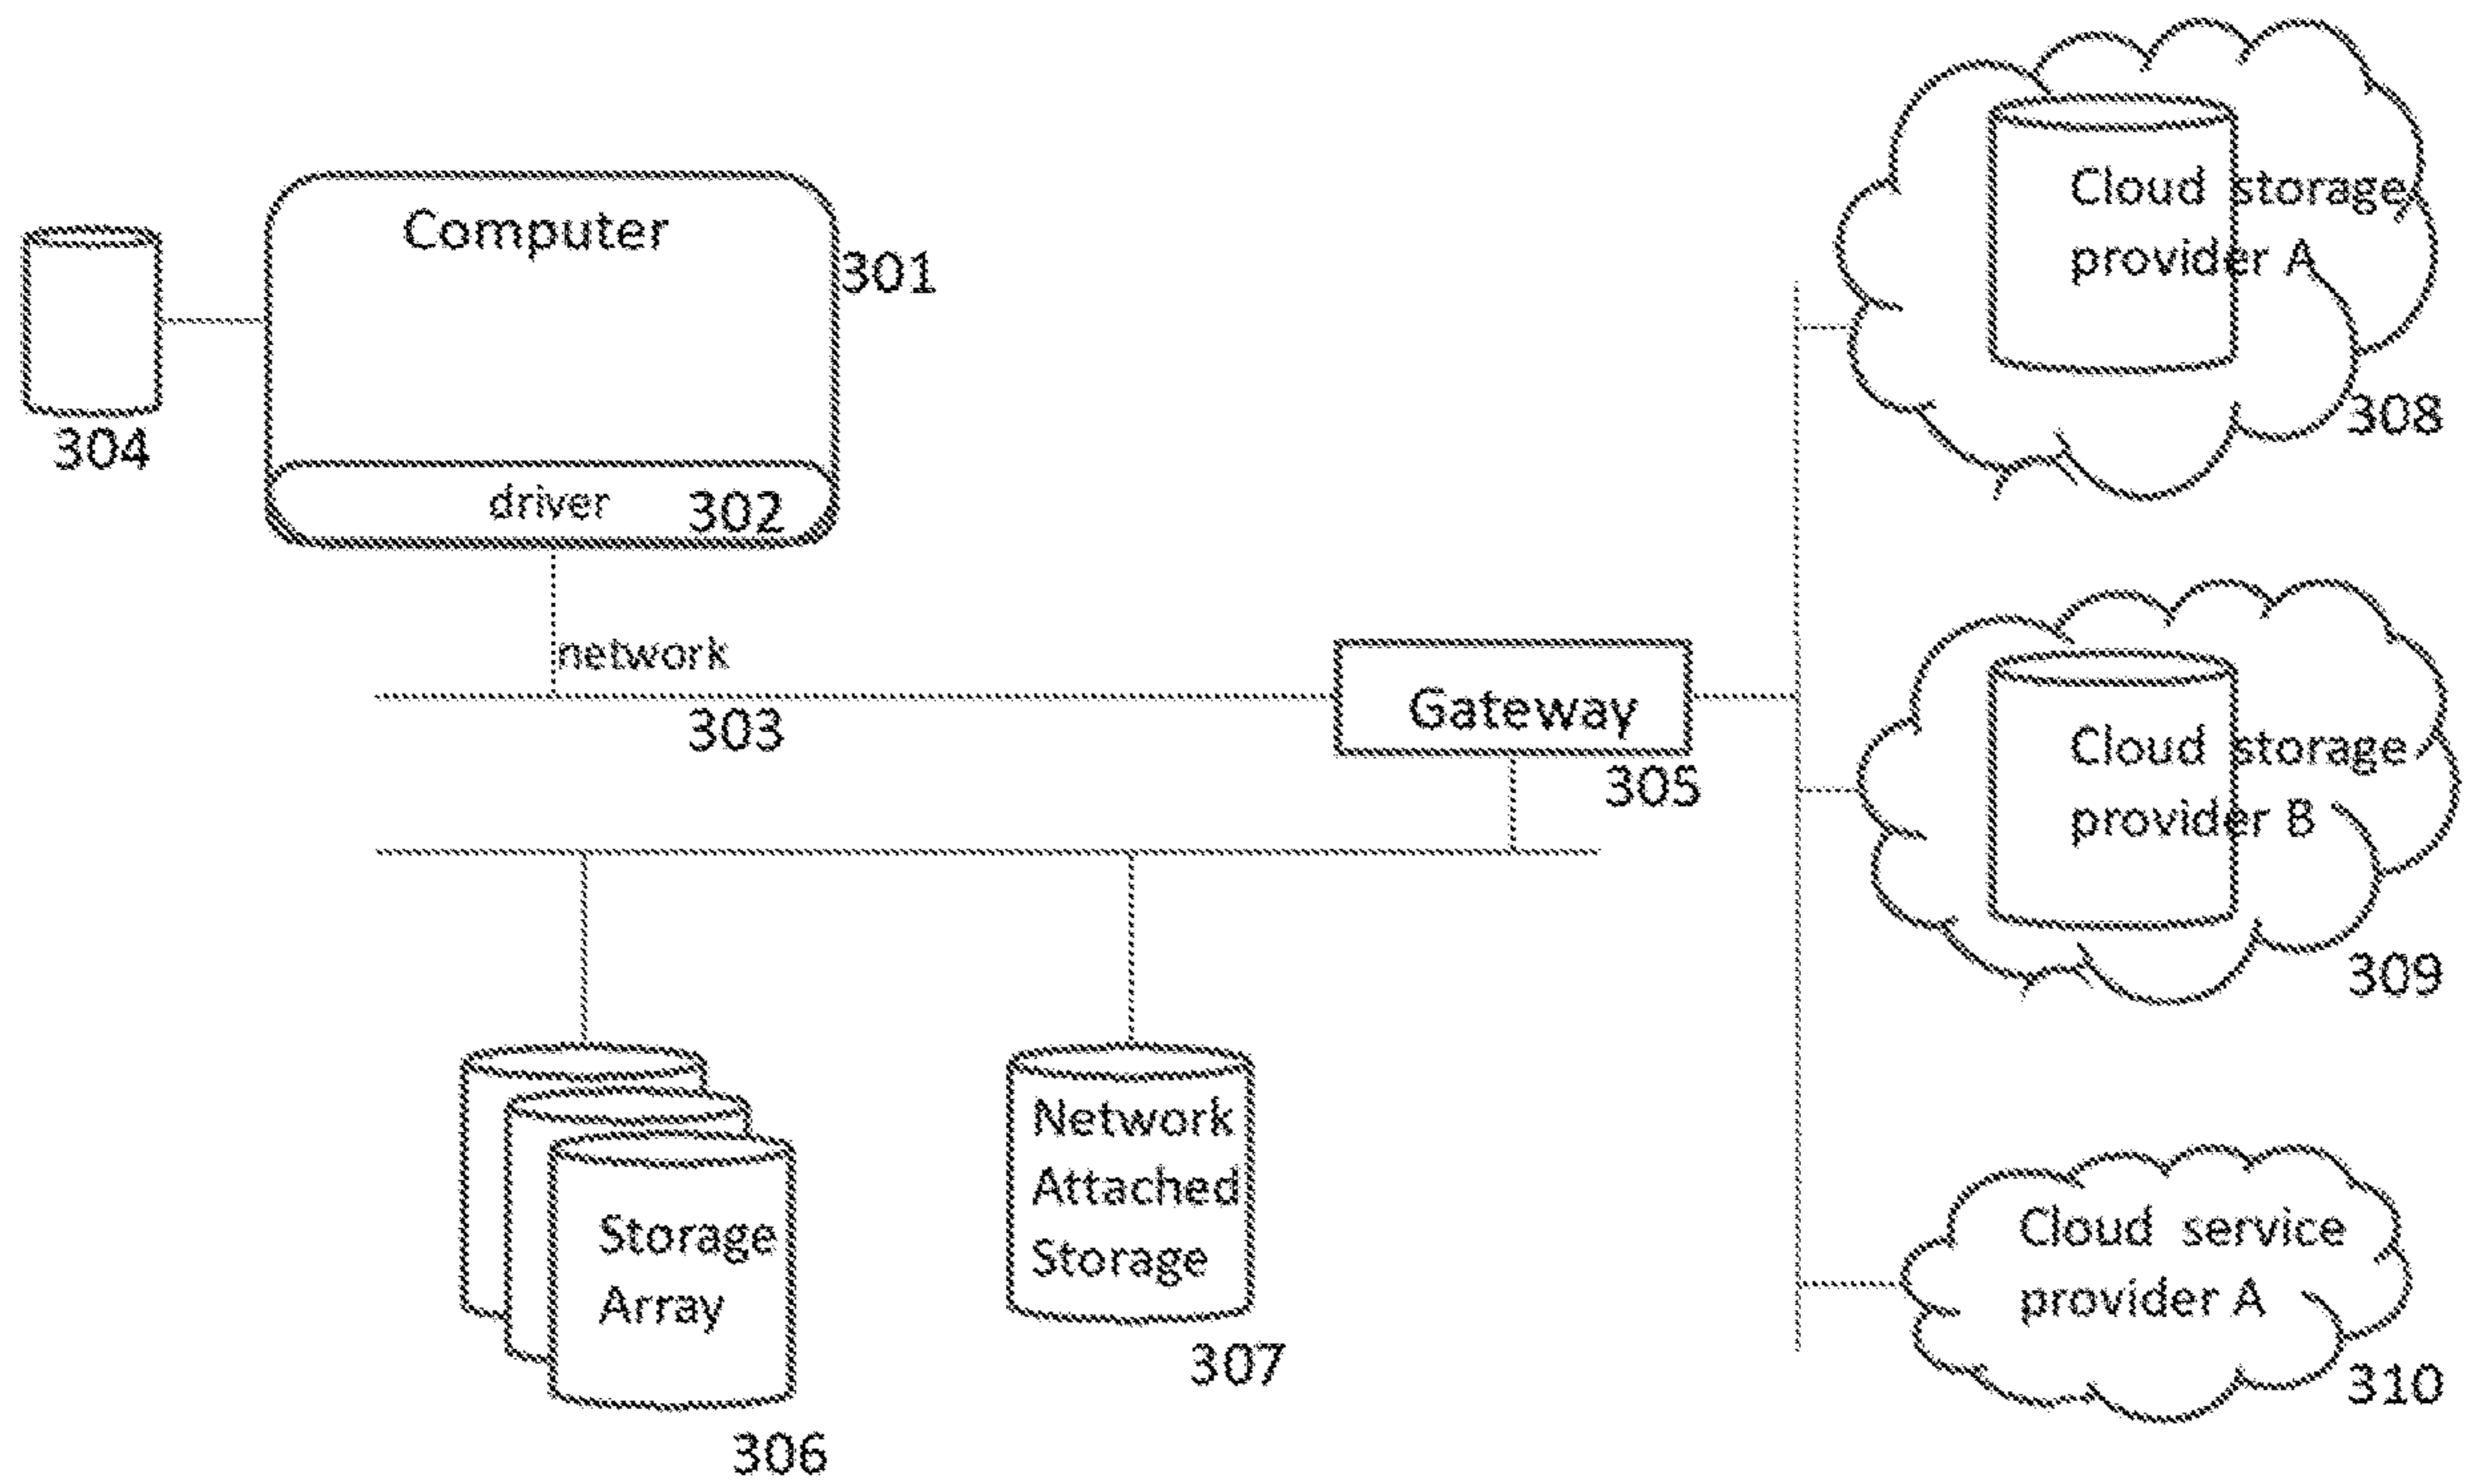 Computer
301
304
driver 302
network
303
Gateway
305
Cloud storage
provider A
308
Cloud storage
provider B
309
Storage
Array
306
Network
Attached
Storage
307
Cloud service
provider A
310